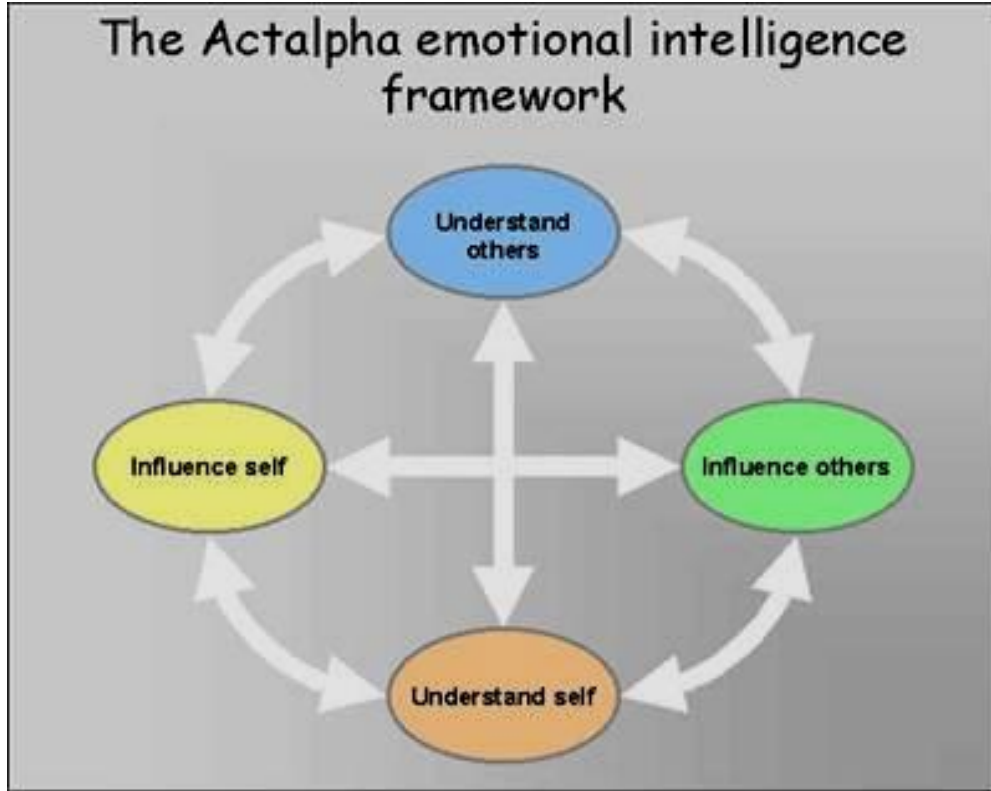 The Actalpha emotional intelligence
framework
Understand
others
Influence self
Influence others
Understand self